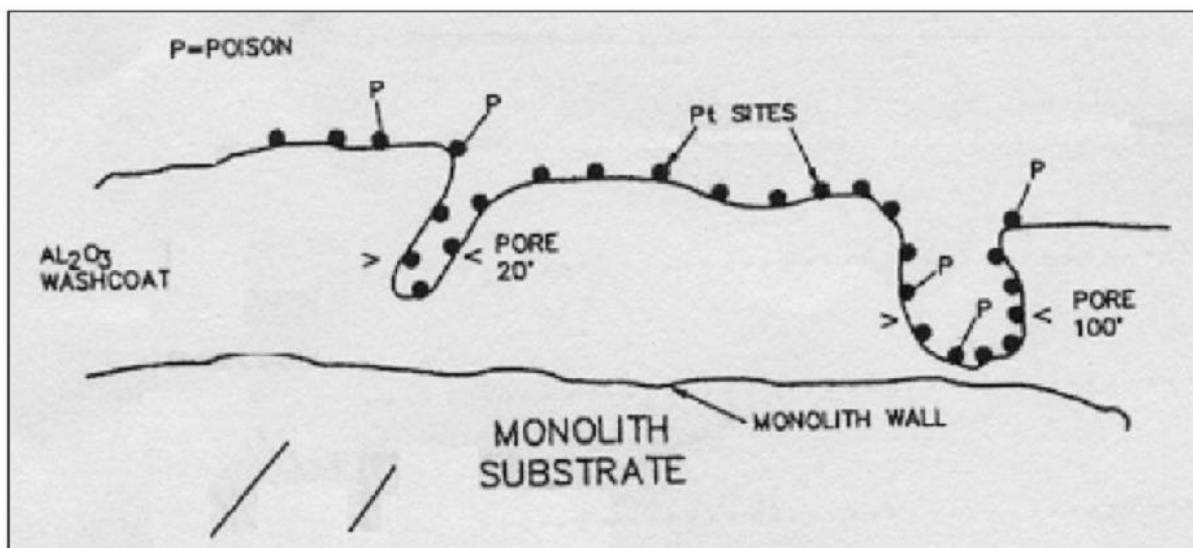 P=POISON
P
P
Pt SITES
P
AL2O3
WASHCOAT
> < PORE
20°
P
P
> < PORE
100°
MONOLITH WALL
MONOLITH
SUBSTRATE